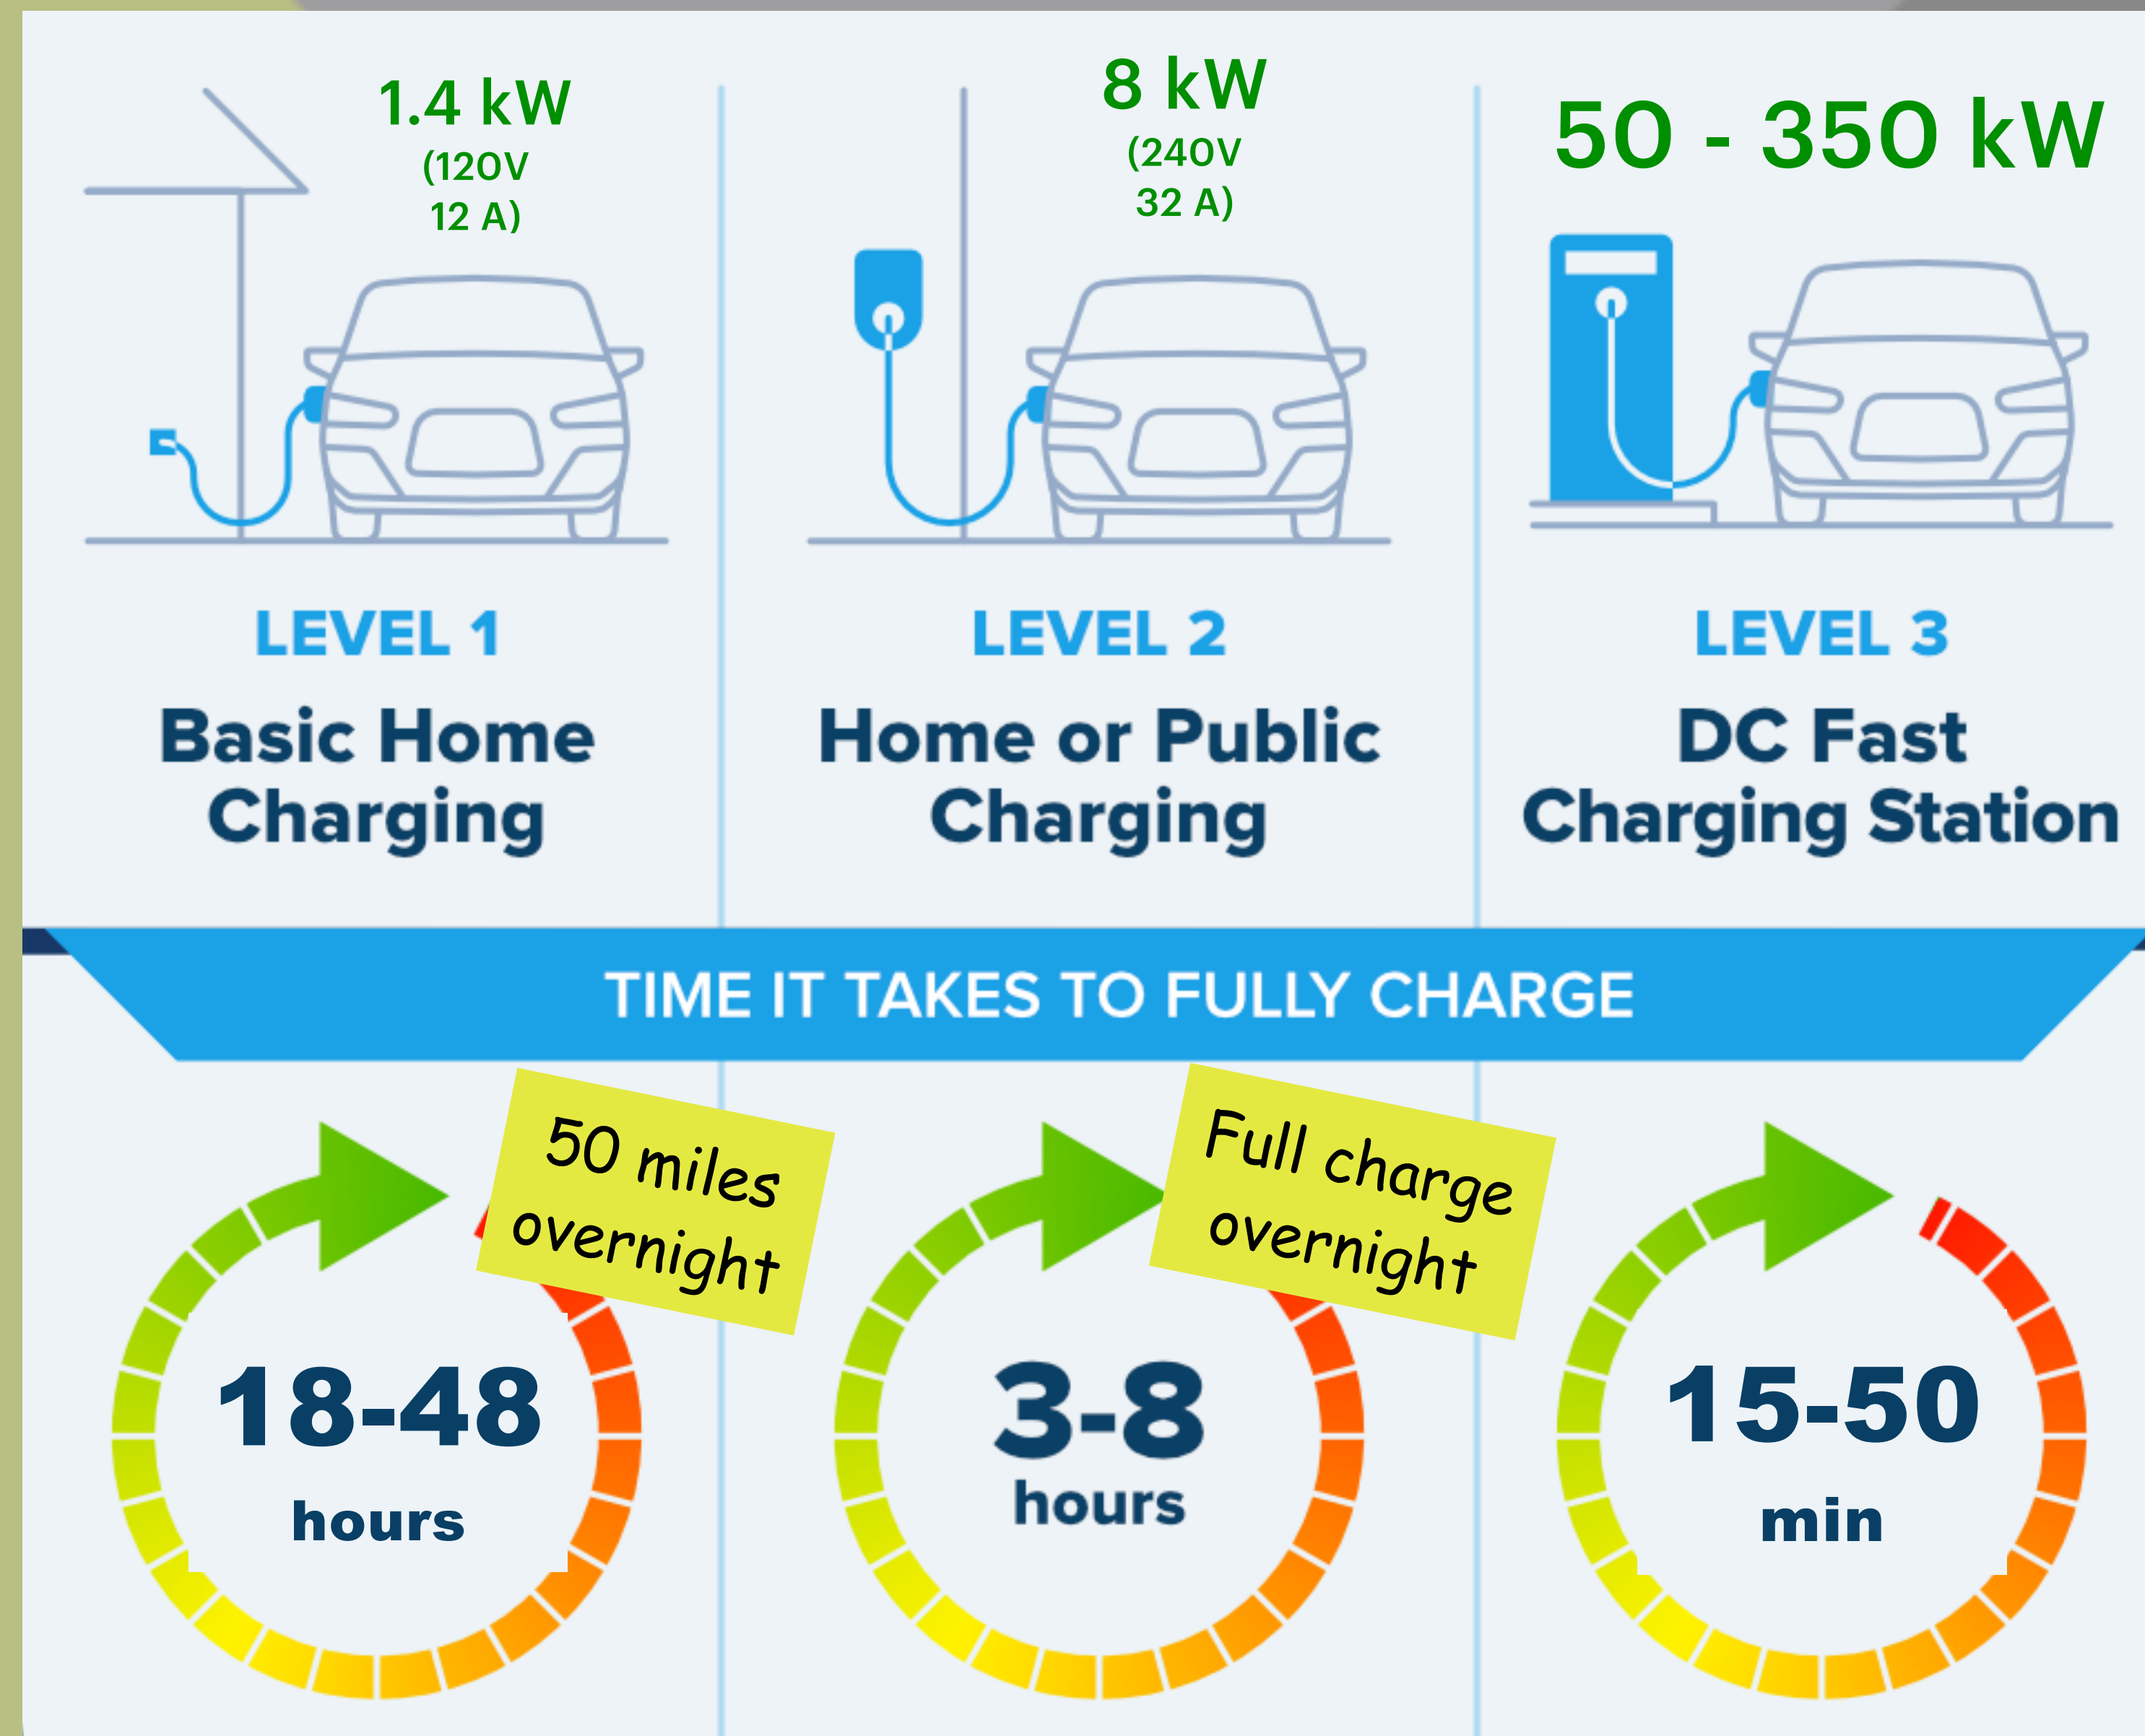 1.4 kW
(120V
12 A)
8 kW
(240V
32 A)
50 - 350 kW
LEVEL 1
Basic Home
Charging
LEVEL 2
Home or Public
Charging
LEVEL 3
DC Fast
Charging Station
TIME IT TAKES TO FULLY CHARGE
50 miles
overnight
18-48
hours
Full charge
overnight
3-8
hours
15-50
min